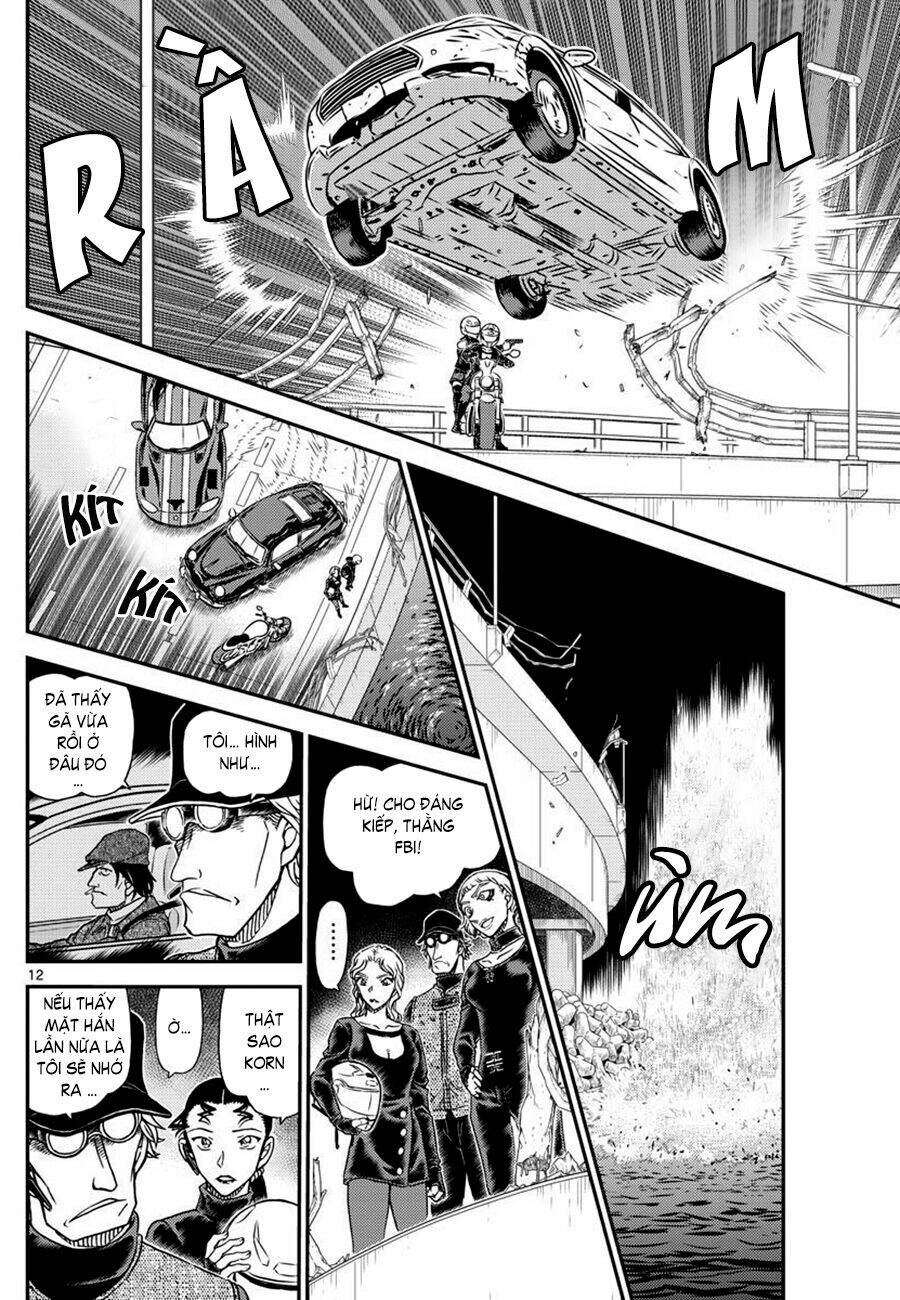 RẦM
KÍT
KÍT
ÙM
HỪ! CHO ĐÁNG
KIẾP, THẰNG
FBI!
......
TÔI... HÌNH
NHƯ...
ĐÃ THẤY
GÃ VỪA
RỒI Ở
ĐÂU ĐÓ
...
12
THẬT
SAO
KORN
...
Ờ...
NẾU THẤY
MẶT HẮN
LẦN NỮA LÀ
TÔI SẼ NHỚ
RA ...